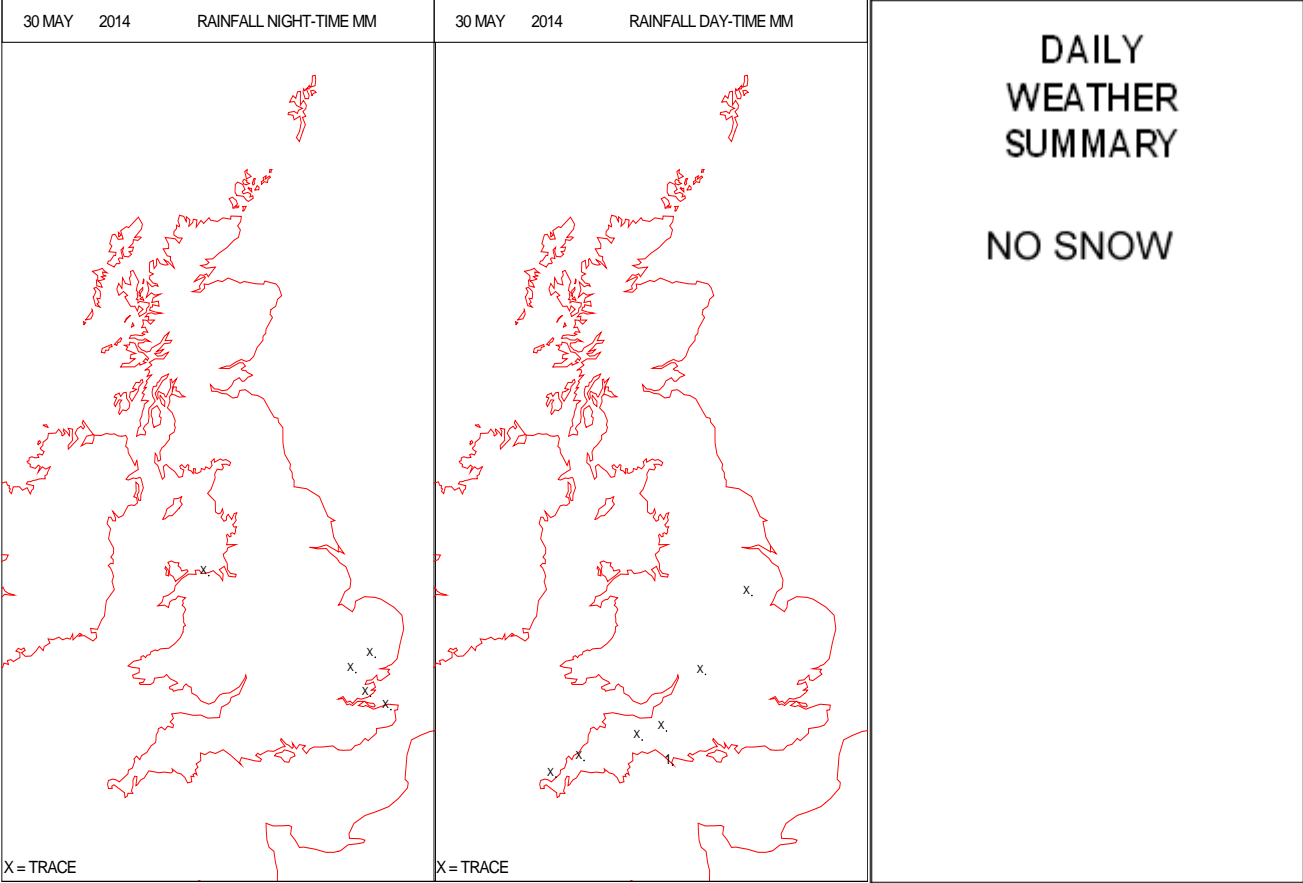 30 MAY 2014 RAINFALL NIGHT-TIME MM
X.
X.
X.
X.
X.
X = TRACE
30 MAY 2014 RAINFALL DAY-TIME MM
X.
X.
X.
X.
X.
1.
X.
X = TRACE
DAILY
WEATHER
SUMMARY
NO SNOW